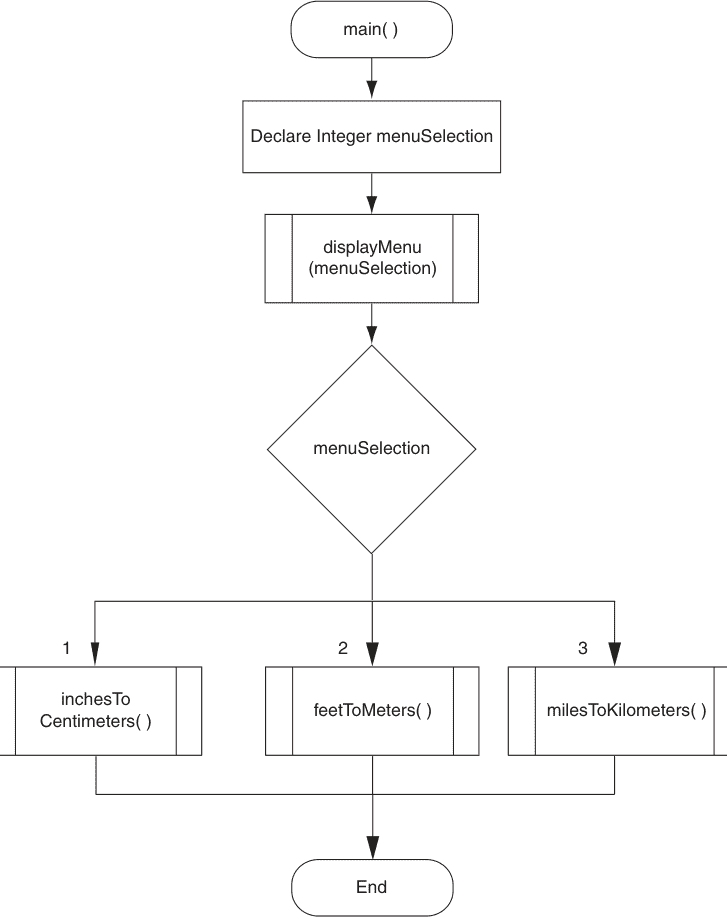 main( )
Declare Integer menuSelection
displayMenu
(menuSelection)
menuSelection
1
2
3
inchesTo
Centimeters( )
feetToMeters( )
milesToKilometers( )
End